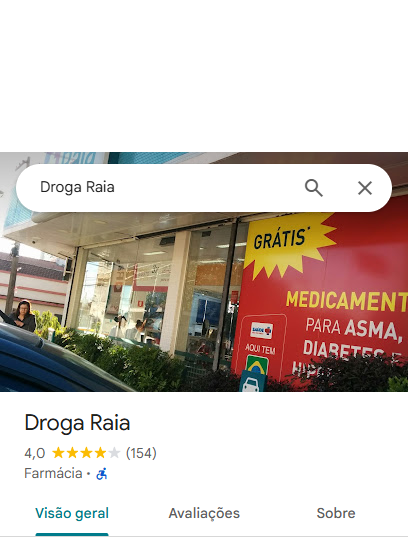 Droga Raia
GRÁTIS*
MEDICAMENT
PARA ASMA,
DIABETES E
AQUI TEM
Droga Raia
4,0 (154)
Farmácia ·
Visão geral
Avaliações
Sobre